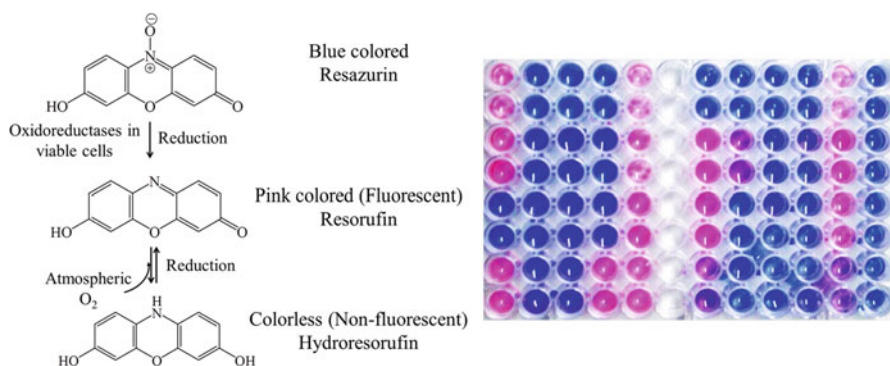 O
⊖
N
⊕
HO
O
O
Blue colored
Resazurin
Oxidoreductases in
viable cells
Reduction
N
HO
O
O
Pink colored (Fluorescent)
Resorufin
Atmospheric
O₂
Reduction
H
N
HO
O
OH
Colorless (Non-fluorescent)
Hydroresorufin